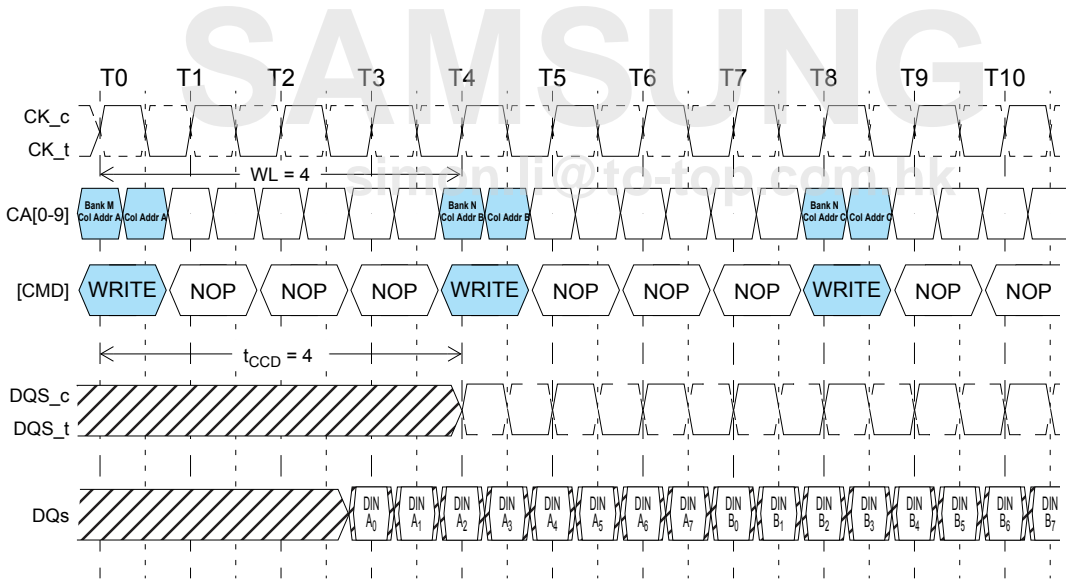 SAMSUNG
T0 T1 T2 T3 T4 T5 T6 T7 T8 T9 T10
CK_c
CK_t
WL = 4
simon.li@to-top.com.hk
CA[0-9]
Bank M
Col Addr A
Col Addr A
Bank N
Col Addr B
Col Addr B
Bank N
Col Addr C
Col Addr C
[CMD] WRITE NOP NOP NOP WRITE NOP NOP NOP WRITE NOP NOP
tCCD = 4
DQS_c
DQS_t
DQs
DIN DIN DIN DIN DIN DIN DIN DIN DIN DIN DIN DIN DIN DIN DIN DIN
A0 A1 A2 A3 A4 A5 A6 A7 B0 B1 B2 B3 B4 B5 B6 B7